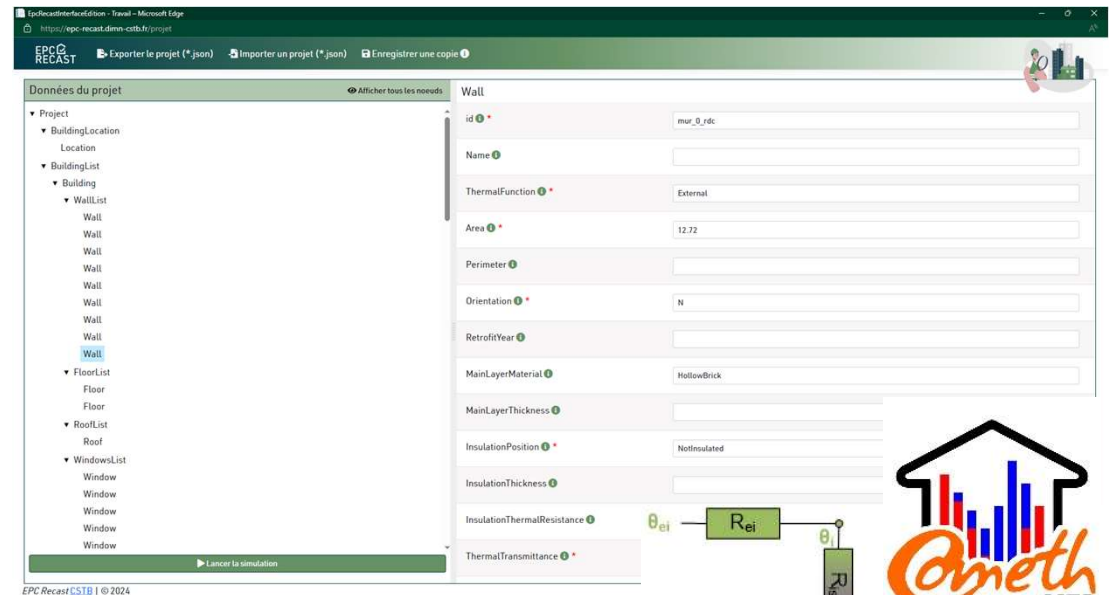 EpcRecastInterfaceEdition - Travail – Microsoft Edge
https://epc-recast.dimn-cstb.fr/projet
EPC RECAST
Exporter le projet (*.json) Importer un projet (*.json) Enregistrer une copie
Données du projet Afficher tous les noeuds
Project
BuildingLocation
Location
BuildingList
Building
WallList
Wall
Wall
Wall
Wall
Wall
Wall
Wall
Wall
Wall
FloorList
Floor
Floor
RoofList
Roof
WindowsList
Window
Window
Window
Window
Window
Lancer la simulation
Wall
id * mur_0_rdc
Name
ThermalFunction * External
Area * 12.72
Perimeter
Orientation * N
RetrofitYear
MainLayerMaterial HollowBrick
MainLayerThickness
InsulationPosition * NotInsulated
InsulationThickness
InsulationThermalResistance
ThermalTransmittance *
θei Rei θi
Cometh
EPC Recast CSTB | © 2024